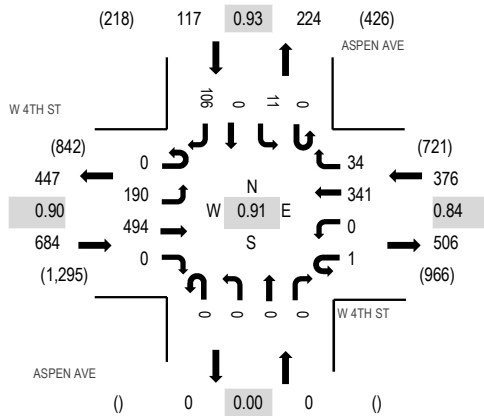 (218) 117 0.93 224 (426)
ASPEN AVE
106 0 11 0
W 4TH ST
(842) (721)
447 0 34 376
190 N 341
0.90 W 0.91 E 0.84
494 S 0
684 0 1 506
(1,295) (966)
0 0 0 0
W 4TH ST
ASPEN AVE
() 0 0.00 0 ()